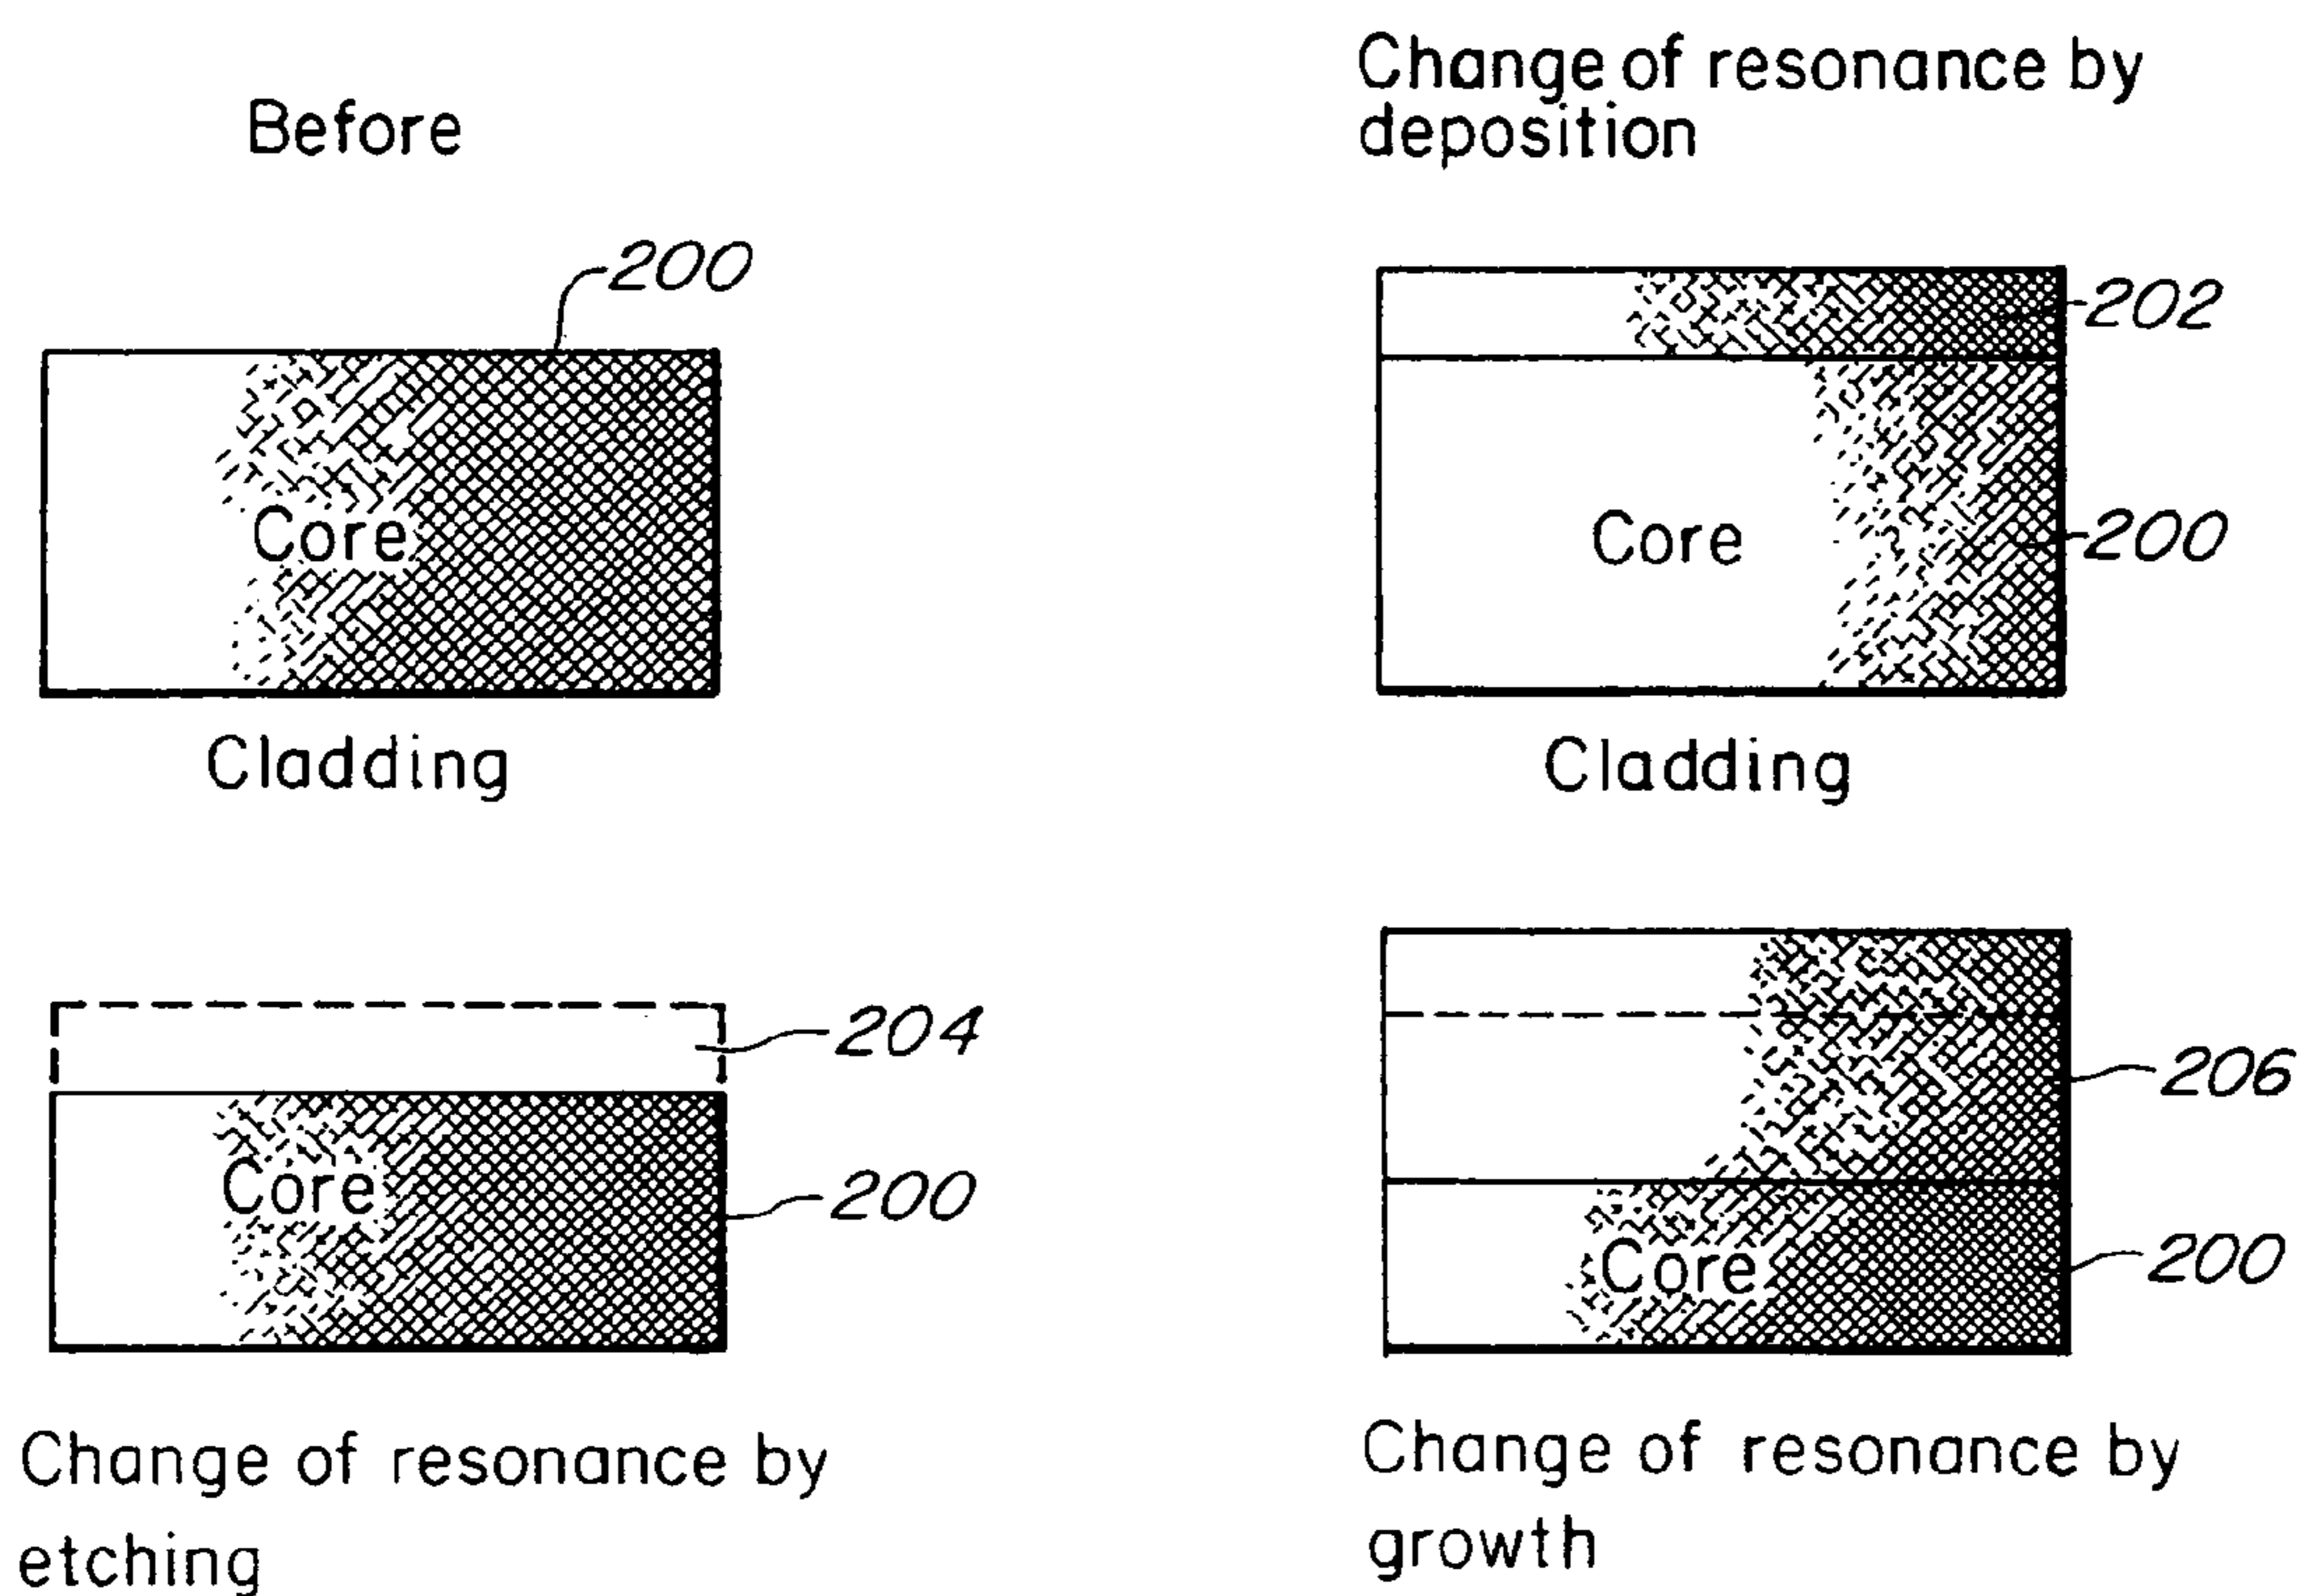 Before
200
Core
Cladding
Change of resonance by
deposition
202
Core
200
Cladding
204
Core
200
Change of resonance by
etching
206
Core
200
Change of resonance by
growth